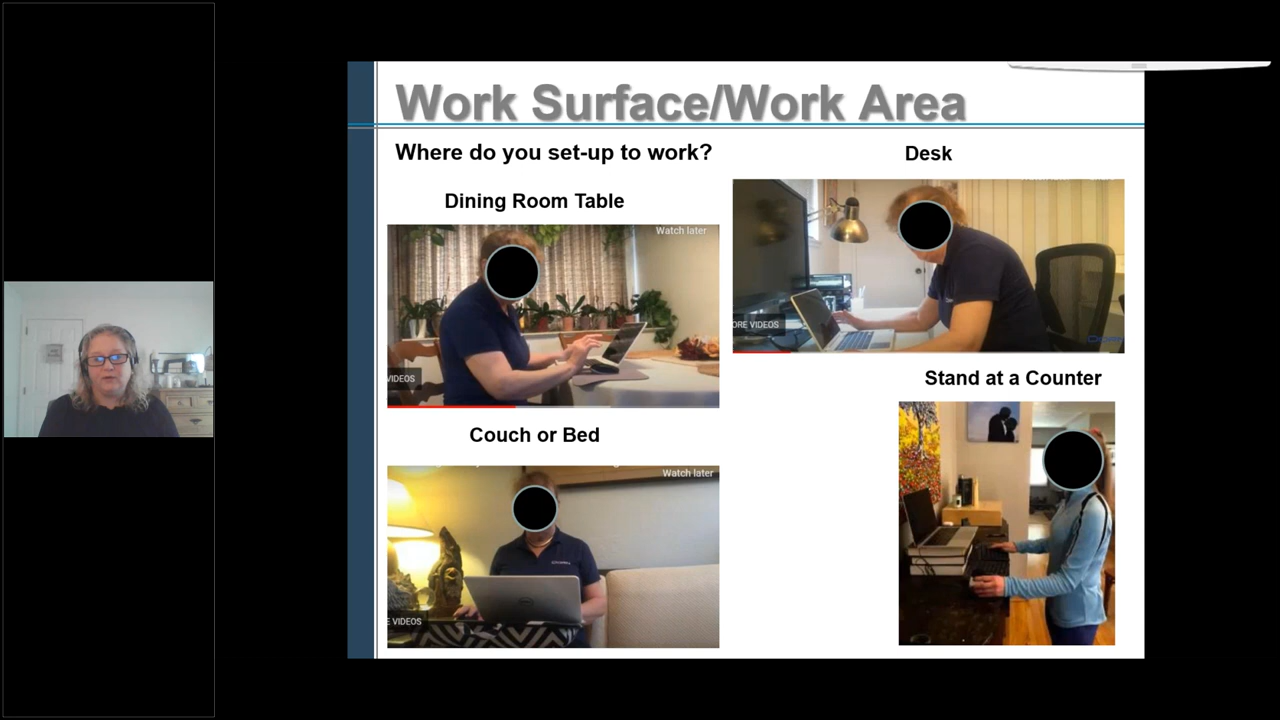 Work Surface/Work Area
Where do you set-up to work?
Desk
Dining Room Table
Watch later
VIDEOS
ORE VIDEOS
Stand at a Counter
Couch or Bed
Watch later
E VIDEOS